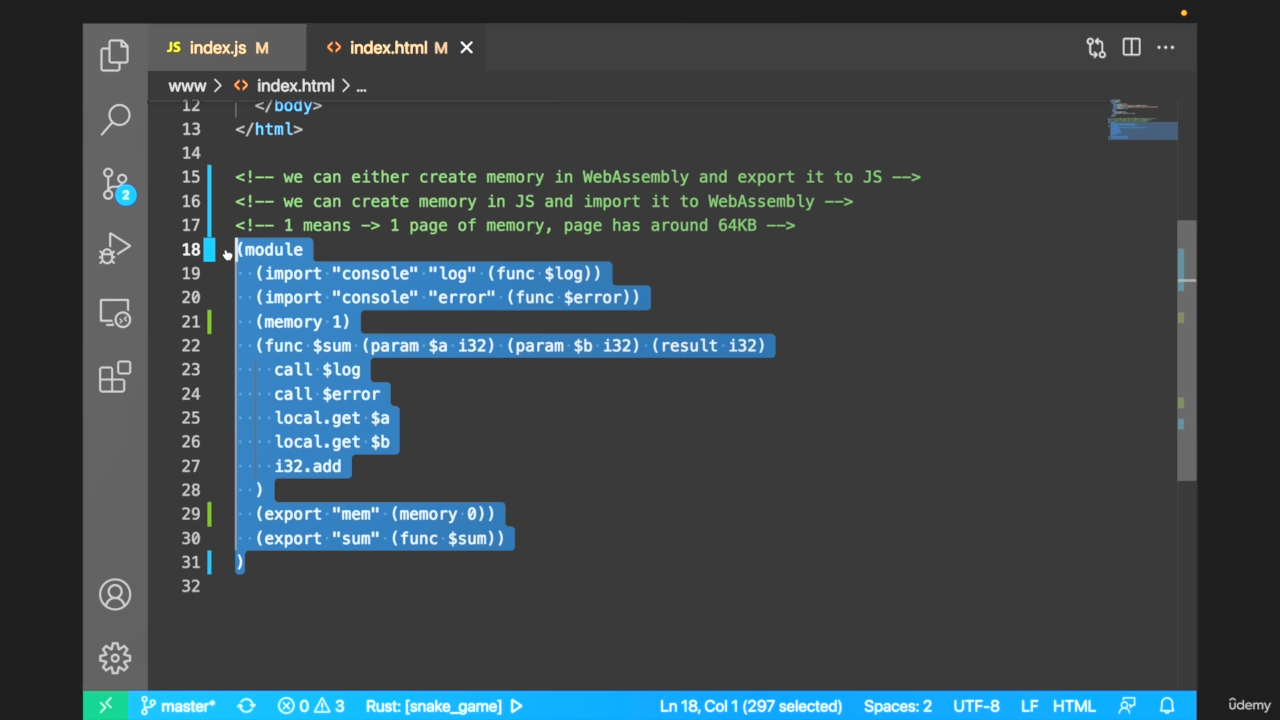 JS index.js M
<> index.html M
www > <> index.html > ...
12 </body>
13 </html>
14
15 <!-- we can either create memory in WebAssembly and export it to JS -->
16 <!-- we can create memory in JS and import it to WebAssembly -->
17 <!-- 1 means -> 1 page of memory, page has around 64KB -->
18 (module
19 (import "console" "log" (func $log))
20 (import "console" "error" (func $error))
21 (memory 1)
22 (func $sum (param $a i32) (param $b i32) (result i32)
23 call $log
24 call $error
25 local.get $a
26 local.get $b
27 i32.add
28 )
29 (export "mem" (memory 0))
30 (export "sum" (func $sum))
31 )
32
2
master* 0 3 Rust: [snake_game] Ln 18, Col 1 (297 selected) Spaces: 2 UTF-8 LF HTML
ûdemy